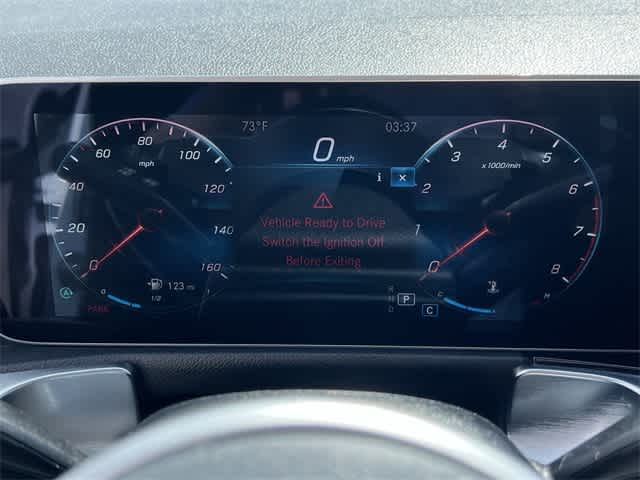 73°F
03:37
0 mph
80
60 100
mph
40 120
20 140
0 160
Vehicle Ready to Drive
Switch the Ignition Off
Before Exiting
4
3 5
x1000/min
2 6
1 7
0 8
A
1/2
123 mi
PARK
R
N
D
P
C
C H